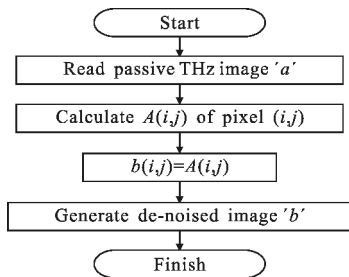 Start
Read passive THz image ′a′
Calculate A(i,j) of pixel (i,j)
b(i,j)=A(i,j)
Generate de-noised image ′b′
Finish